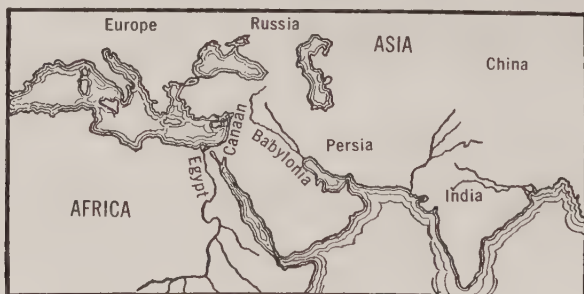 Europe
Russia
ASIA
China
Canaan
Babylonia
Persia
Egypt
India
AFRICA